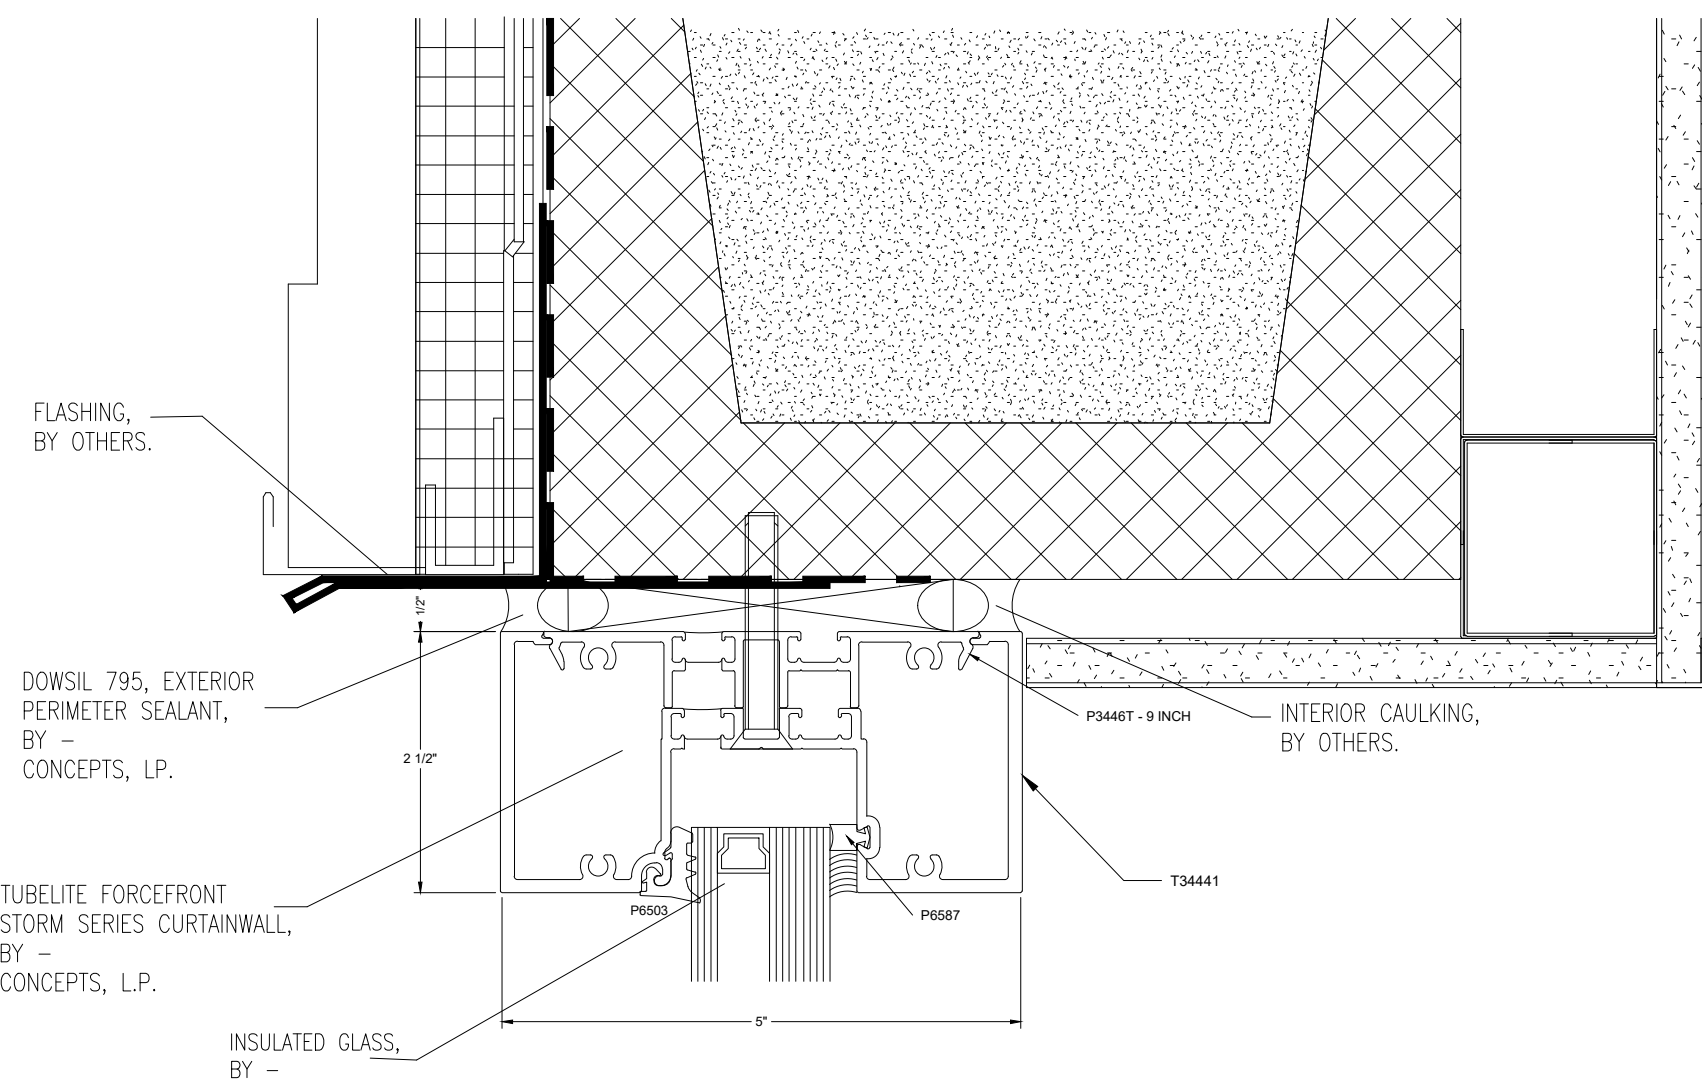 FLASHING,
BY OTHERS.
1/2"
DOWSIL 795, EXTERIOR
PERIMETER SEALANT,
BY –
CONCEPTS, LP.
2 1/2"
P3446T - 9 INCH
INTERIOR CAULKING,
BY OTHERS.
T34441
TUBELITE FORCEFRONT
STORM SERIES CURTAINWALL,
BY –
CONCEPTS, L.P.
P6503
P6587
5"
INSULATED GLASS,
BY –